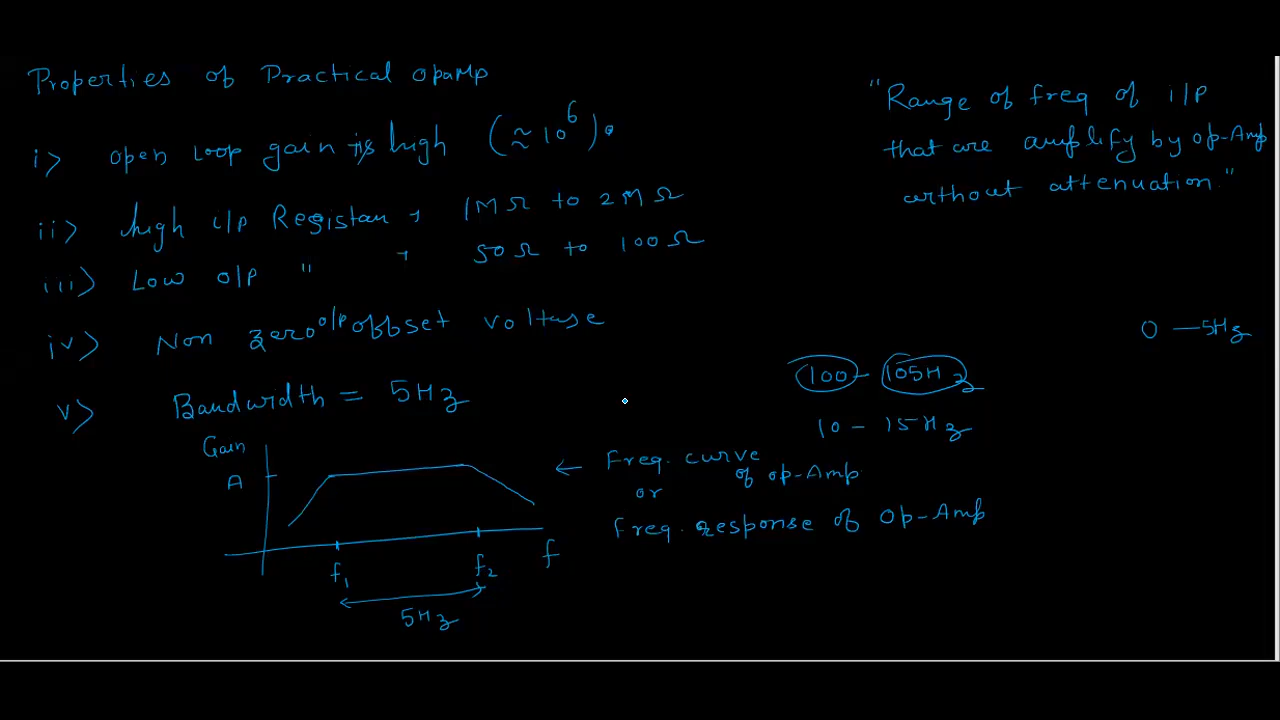 Properties of Practical opamp
i> open Loop gain is high (≈ 10^6).
ii> high i/p Registan, 1MΩ to 2MΩ
iii> Low o/p " , 50Ω to 100Ω
iv> Non zero o/p offset voltase
v> Bandwidth = 5Hz
Gain
A
f1
f2
f
5Hz
← Freq. curve of op-Amp
or
freq. response of Op-Amp
"Range of freq of i/p
that are amplify by op-Amp
without attenuation."
0 — 5Hz
100 - 105Hz
10 - 15Hz